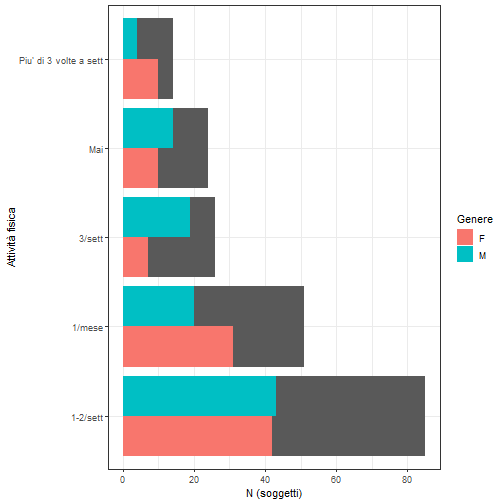 Piu' di 3 volte a sett
Mai
3/sett
1/mese
1-2/sett
Attività fisica
0 20 40 60 80
N (soggetti)
Genere
F
M